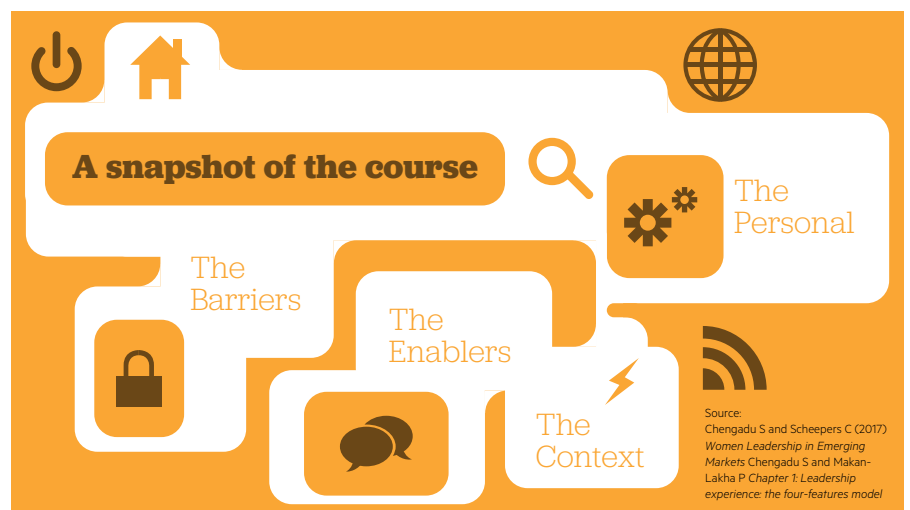 A snapshot of the course
The
Personal
The
Barriers
The
Enablers
The
Context
Source:
Chengadu S and Scheepers C (2017)
Women Leadership in Emerging
Markets Chengadu S and Makan-
Lakha P Chapter 1: Leadership
experience: the four-features model